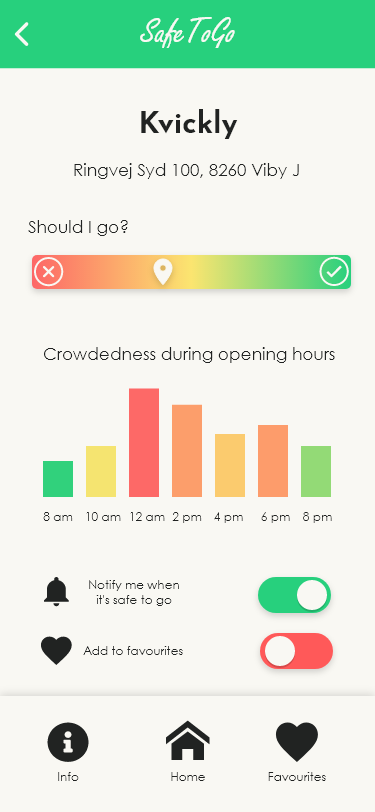 SafeToGo
Kvickly
Ringvej Syd 100, 8260 Viby J
Should I go?
Crowdedness during opening hours
8 am 10 am 12 am 2 pm 4 pm 6 pm 8 pm
Notify me when
it's safe to go
Add to favourites
Info Home Favourites